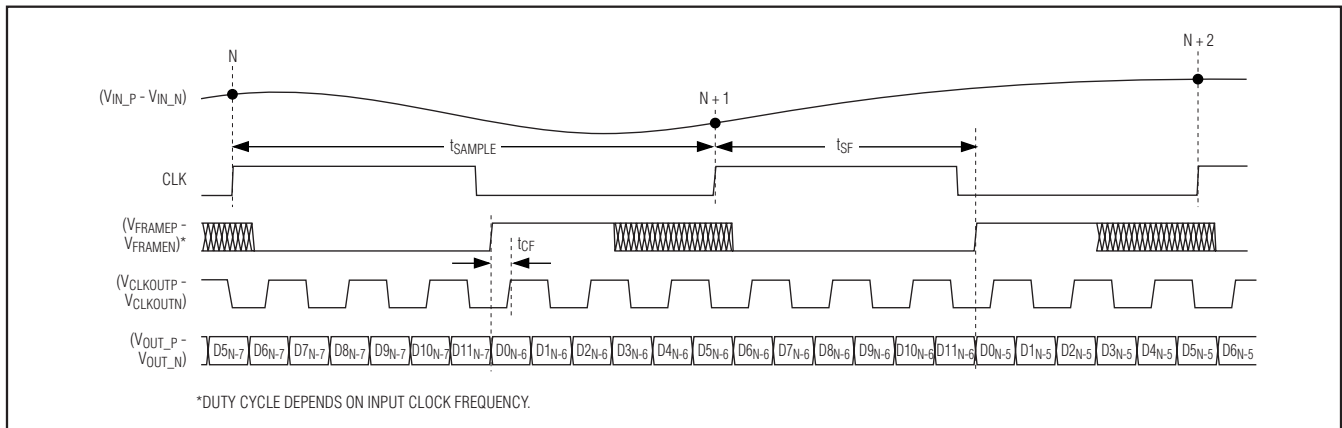 N
N + 1
N + 2
(VIN_P - VIN_N)
tSAMPLE
tSF
CLK
(VFRAMEP -
VFRAMEN)*
tCF
(VCLKOUTP -
VCLKOUTN)
(VOUT_P -
VOUT_N)
D5N-7 D6N-7 D7N-7 D8N-7 D9N-7 D10N-7 D11N-7 D0N-6 D1N-6 D2N-6 D3N-6 D4N-6 D5N-6 D6N-6 D7N-6 D8N-6 D9N-6 D10N-6 D11N-6 D0N-5 D1N-5 D2N-5 D3N-5 D4N-5 D5N-5 D6N-5
*DUTY CYCLE DEPENDS ON INPUT CLOCK FREQUENCY.